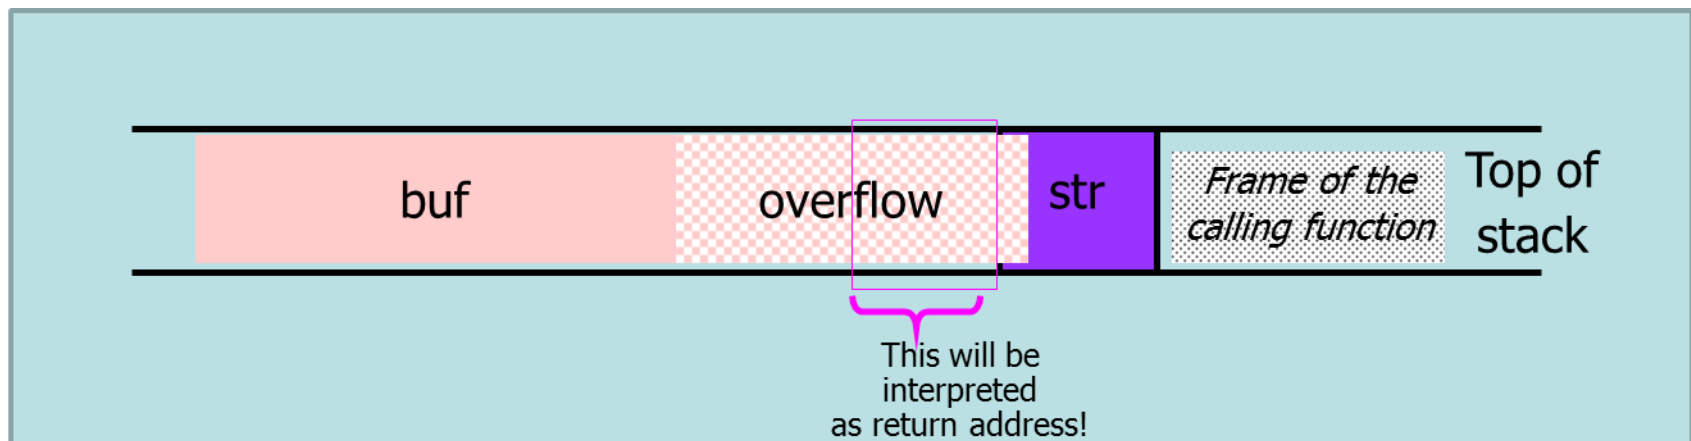 buf
overflow
str
Frame of the
calling function
Top of
stack
This will be
interpreted
as return address!